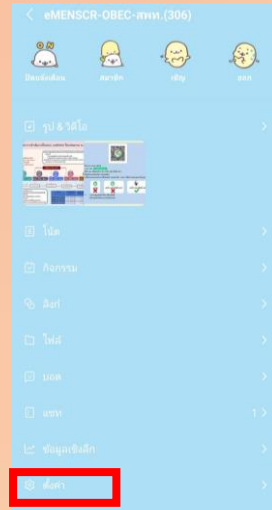 eMENSCR-OBEC-สพท.(306)
ปิดแจ้งเตือน สมาชิก เชิญ ออก
รูป & วิดีโอ
โน้ต
กิจกรรม
ลิงก์
ไฟล์
บอต
แชท 1
ข้อมูลเชิงลึก
ตั้งค่า